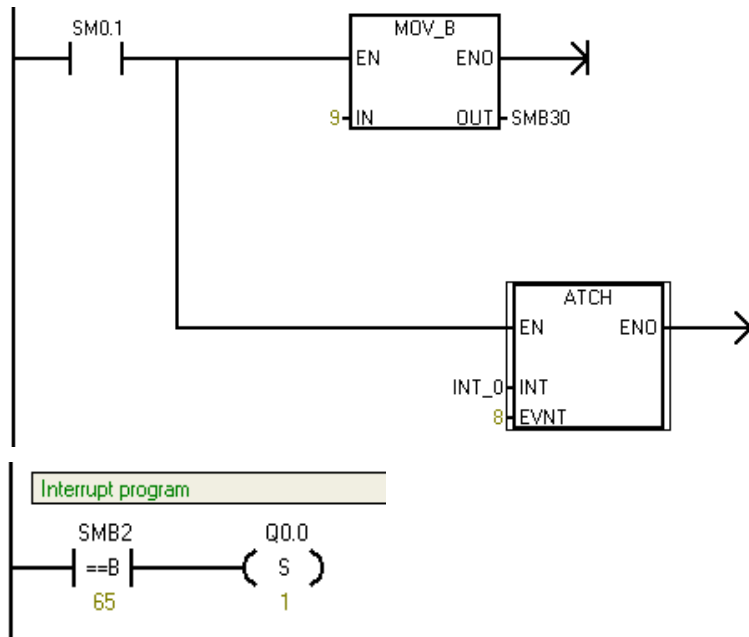 SM0.1
MOV_B
EN ENO
9 IN OUT SMB30
ATCH
EN ENO
INT_0 INT
8 EVNT
Interrupt program
SMB2 Q0.0
==B S
65 1